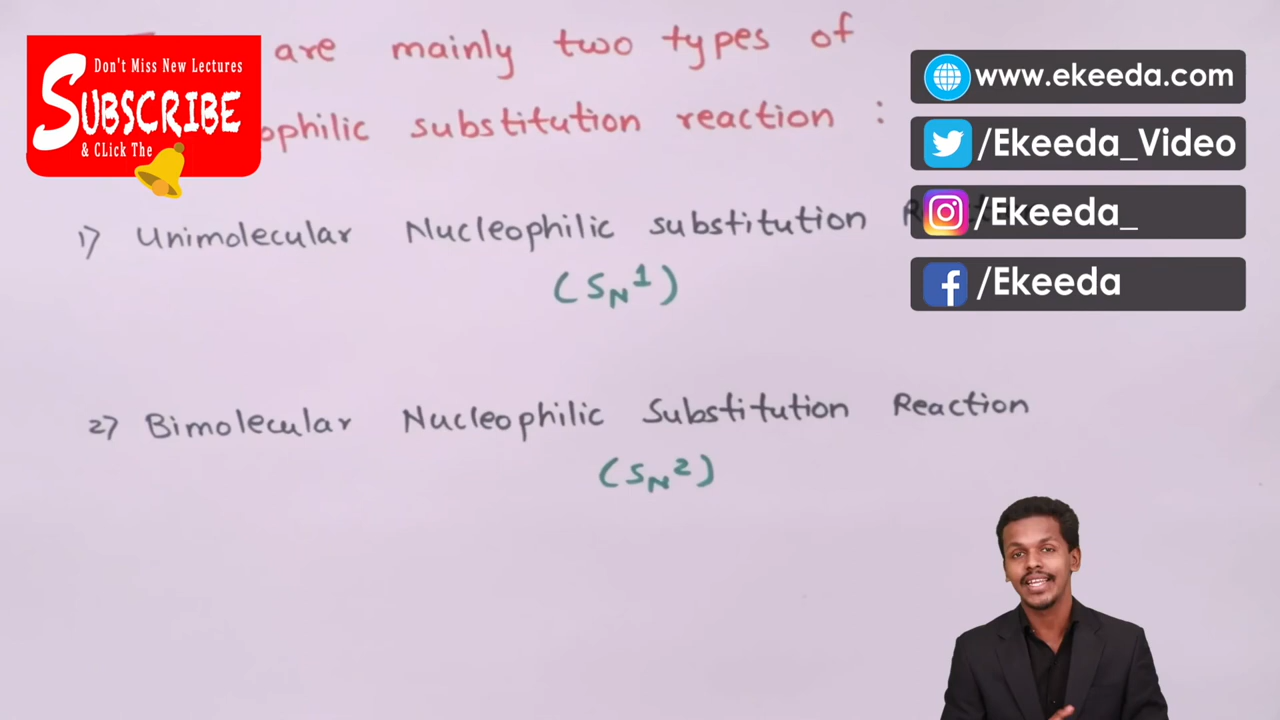 are mainly two types of
ophilic substitution reaction :
1) Unimolecular Nucleophilic substitution
(SN1)
2) Bimolecular Nucleophilic Substitution Reaction
(SN2)
Don't Miss New Lectures
SUBSCRIBE
& CLick The
www.ekeeda.com
/Ekeeda_Video
/Ekeeda_
/Ekeeda